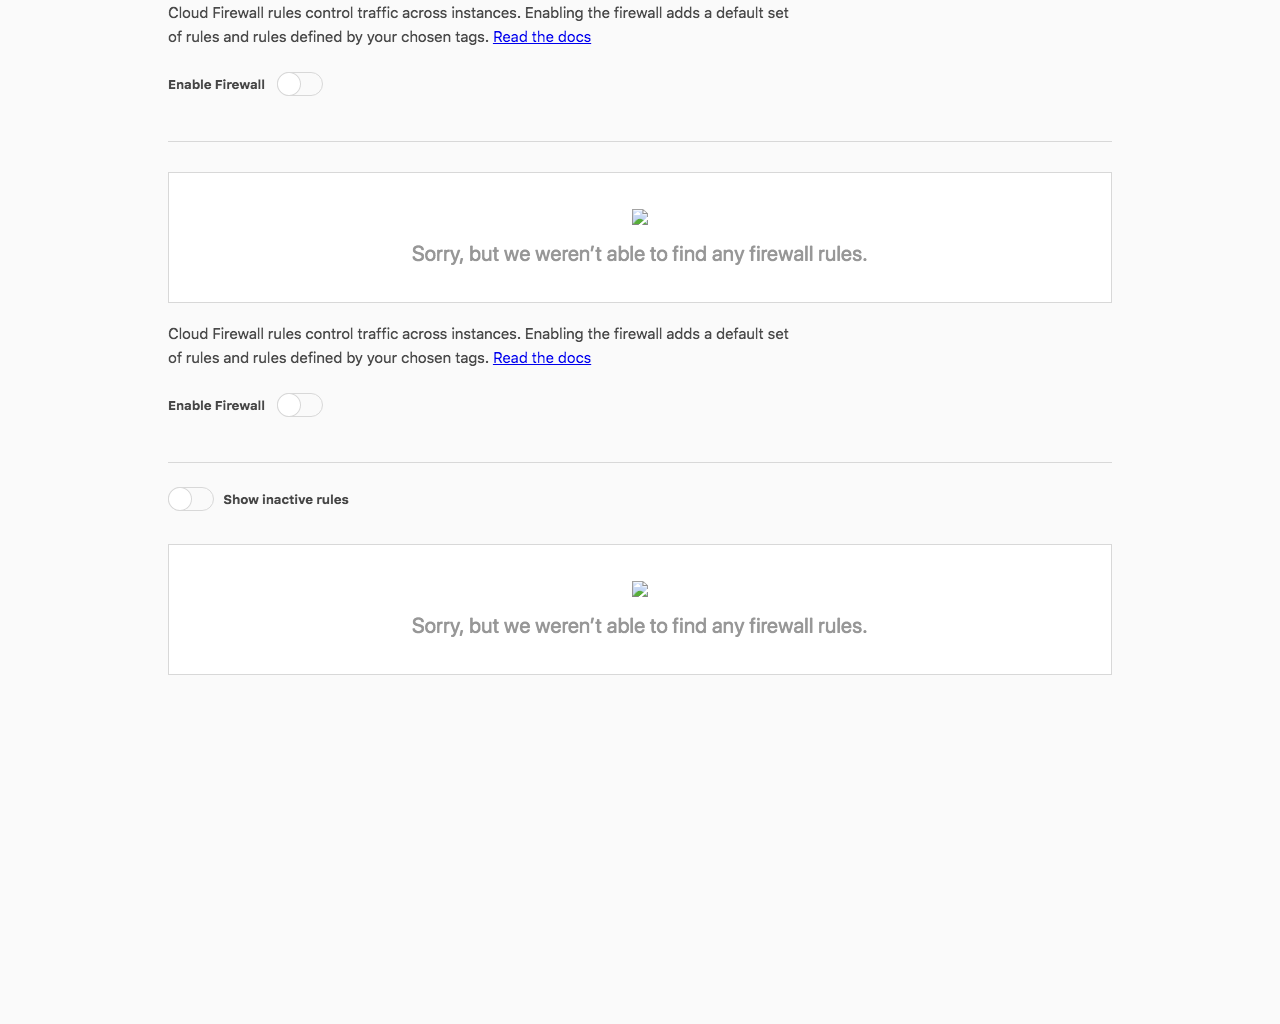 Cloud Firewall rules control traffic across instances. Enabling the firewall adds a default set
of rules and rules defined by your chosen tags. Read the docs
Enable Firewall
Sorry, but we weren’t able to find any firewall rules.
Cloud Firewall rules control traffic across instances. Enabling the firewall adds a default set
of rules and rules defined by your chosen tags. Read the docs
Enable Firewall
Show inactive rules
Sorry, but we weren’t able to find any firewall rules.